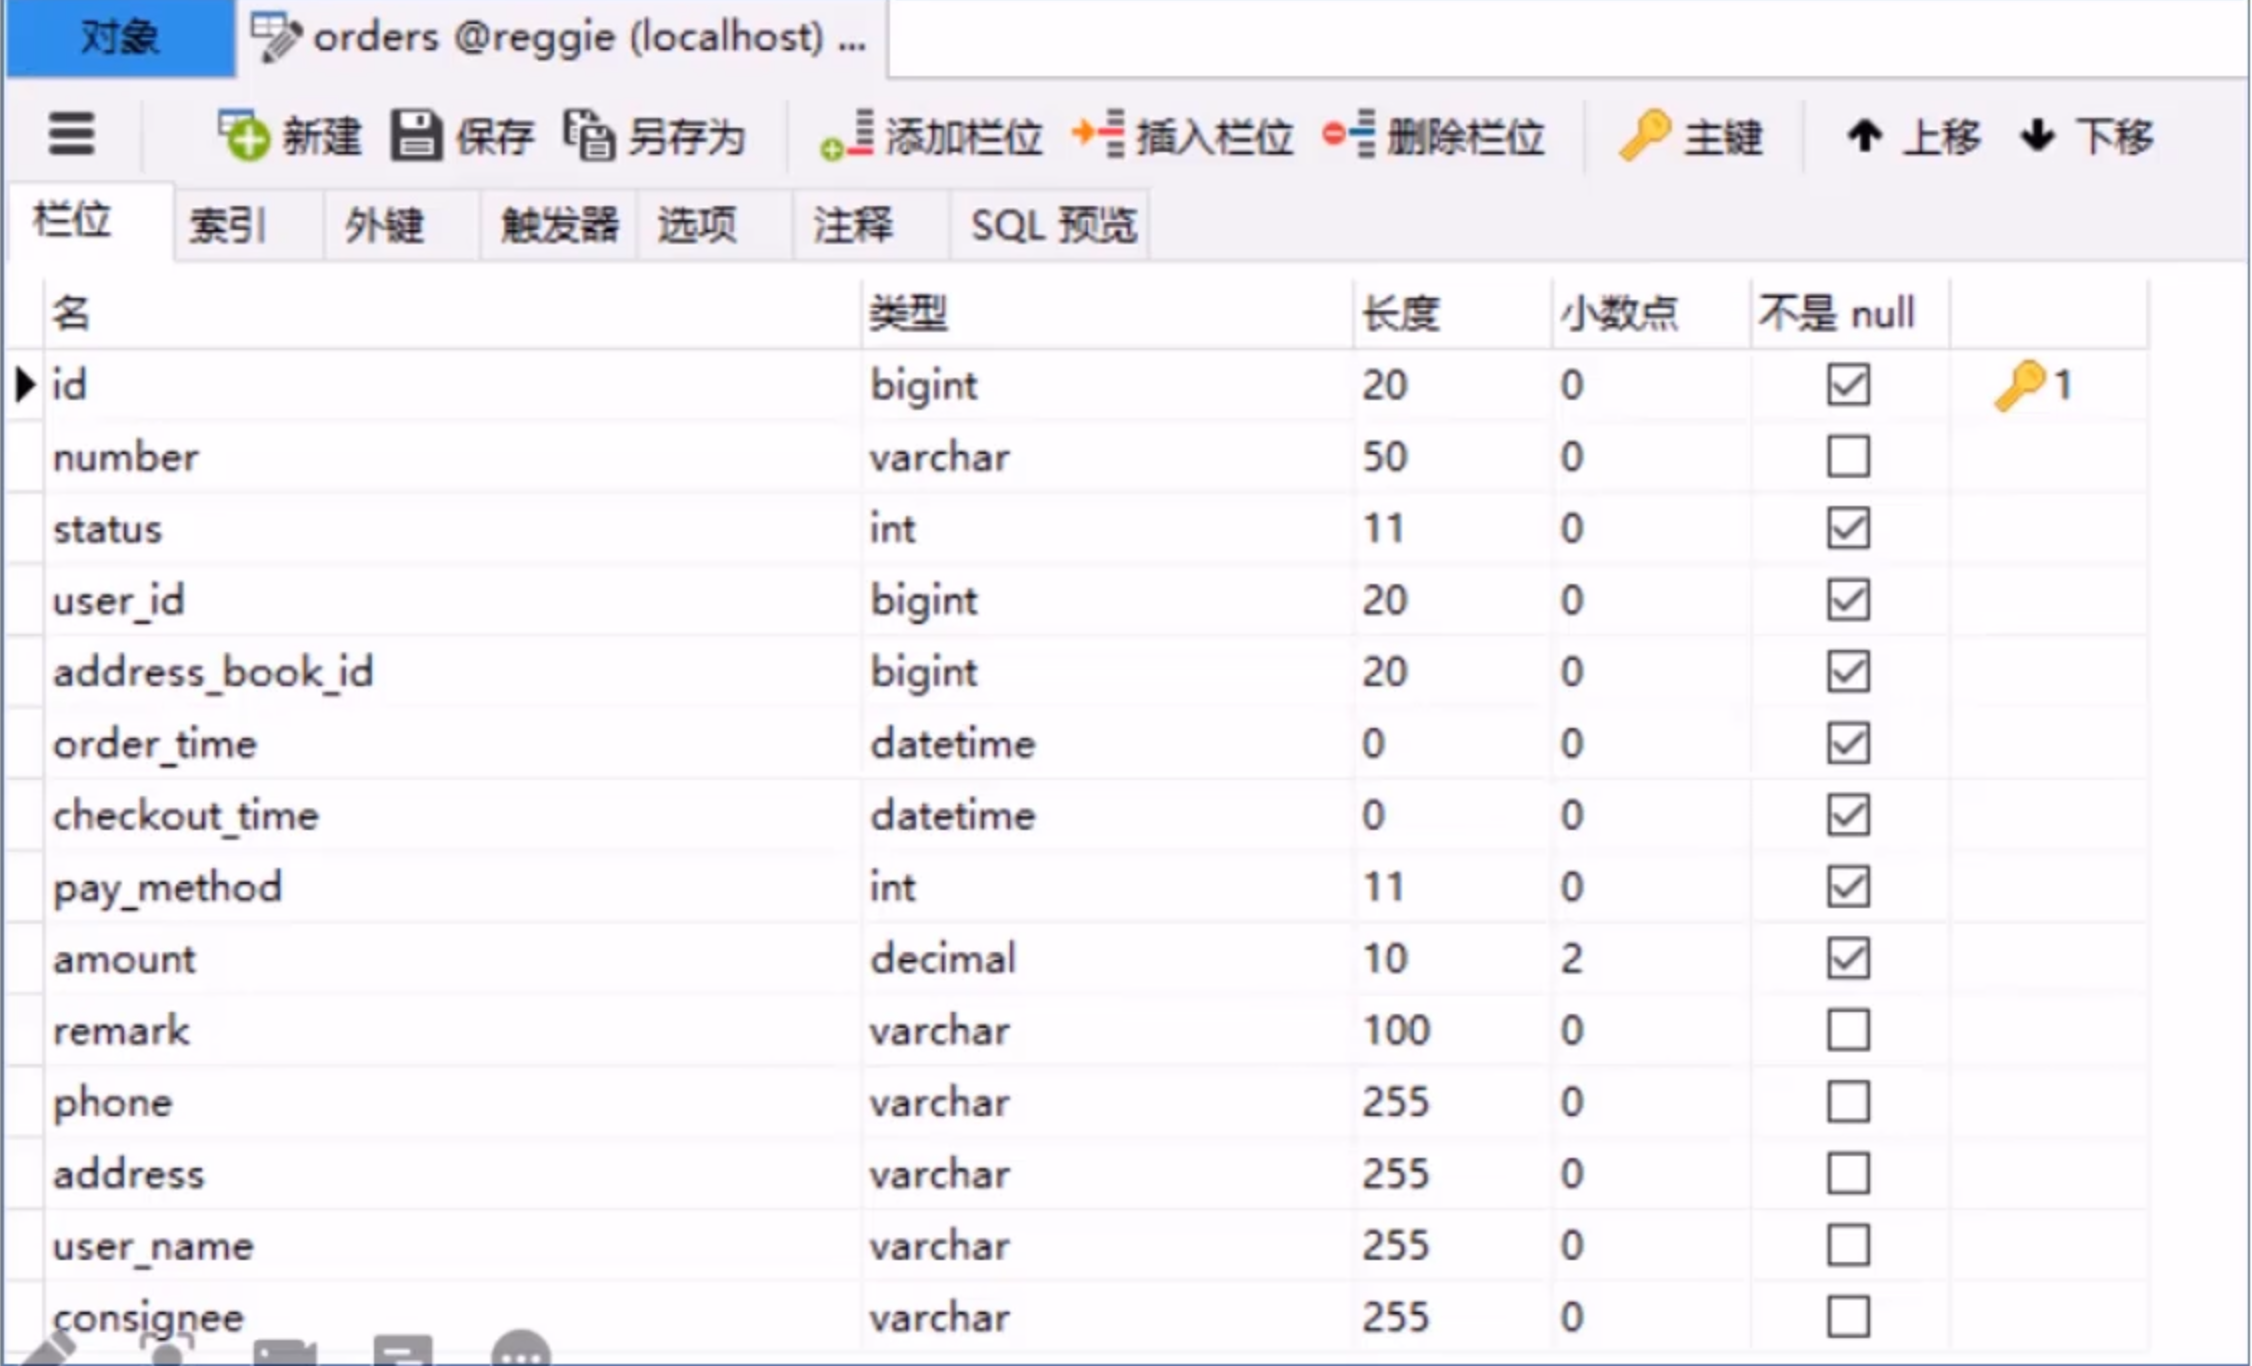 对象 orders @reggie (localhost) ...
新建 保存 另存为 添加栏位 插入栏位 删除栏位 主键 上移 下移
栏位 索引 外键 触发器 选项 注释 SQL 预览
名 类型 长度 小数点 不是 null
id bigint 20 0 1
number varchar 50 0
status int 11 0
user_id bigint 20 0
address_book_id bigint 20 0
order_time datetime 0 0
checkout_time datetime 0 0
pay_method int 11 0
amount decimal 10 2
remark varchar 100 0
phone varchar 255 0
address varchar 255 0
user_name varchar 255 0
consignee varchar 255 0